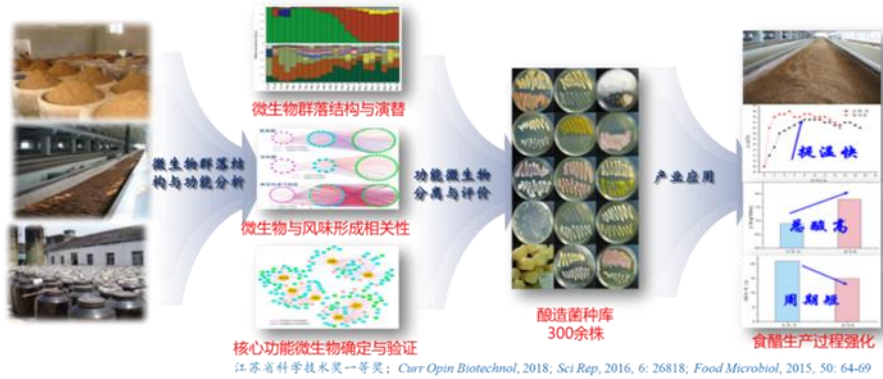 微生物群落结
构与功能分析
微生物群落结构与演替
微生物与风味形成相关性
核心功能微生物确定与验证
功能微生物
分离与评价
酿造菌种库
300余株
产业应用
提温快
总酸高
周期短
食醋生产过程强化
江苏省科学技术奖一等奖；Curr Opin Biotechnol, 2018; Sci Rep, 2016, 6: 26818; Food Microbiol, 2015, 50: 64-69